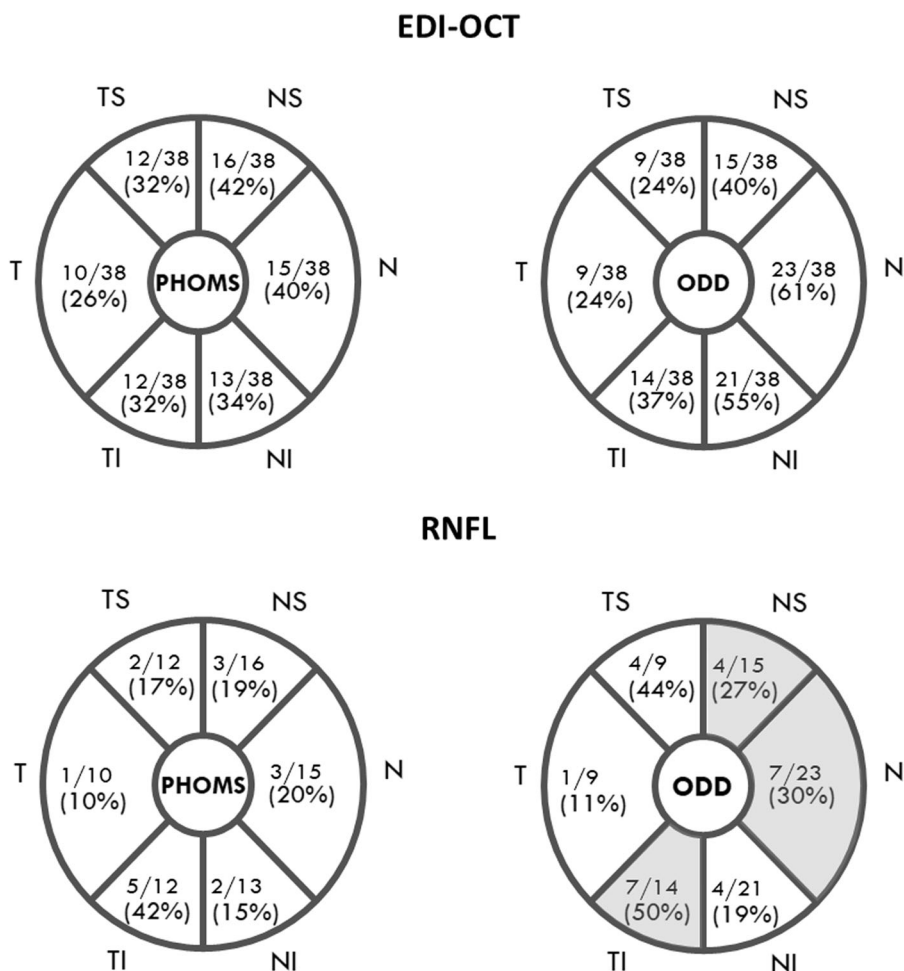 EDI-OCT
TS NS
12/38 16/38
(32%) (42%)
T 10/38 PHOMS 15/38 N
(26%) (40%)
12/38 13/38
(32%) (34%)
TI NI
TS NS
9/38 15/38
(24%) (40%)
T 9/38 ODD 23/38 N
(24%) (61%)
14/38 21/38
(37%) (55%)
TI NI
RNFL
TS NS
2/12 3/16
(17%) (19%)
T 1/10 PHOMS 3/15 N
(10%) (20%)
5/12 2/13
(42%) (15%)
TI NI
TS NS
4/9 4/15
(44%) (27%)
T 1/9 ODD 7/23 N
(11%) (30%)
7/14 4/21
(50%) (19%)
TI NI